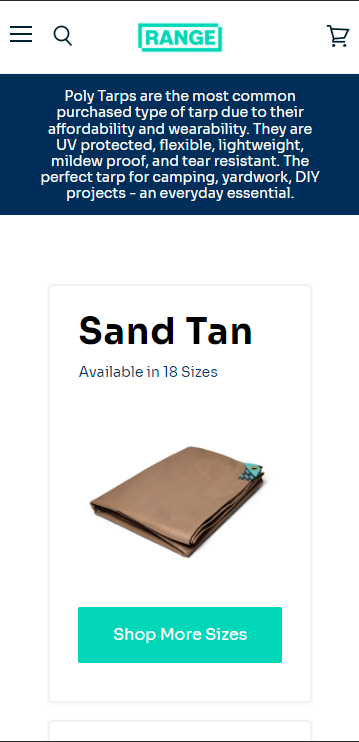 RANGE
Poly Tarps are the most common
purchased type of tarp due to their
affordability and wearability. They are
UV protected, flexible, lightweight,
mildew proof, and tear resistant. The
perfect tarp for camping, yardwork, DIY
projects - an everyday essential.
Sand Tan
Available in 18 Sizes
Shop More Sizes